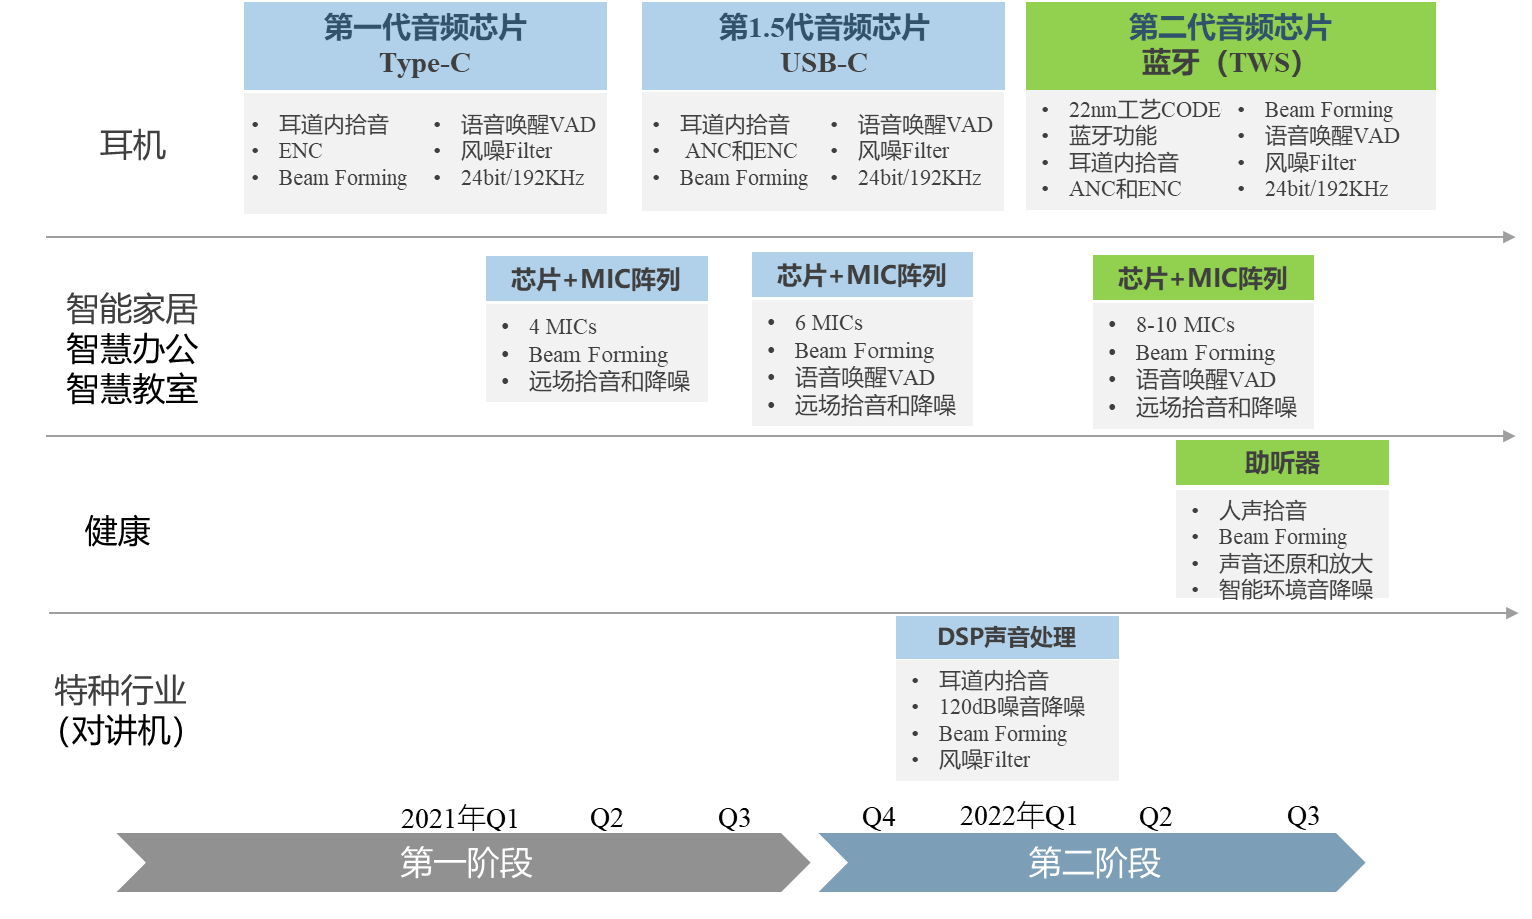 第一代音频芯片
Type-C
第1.5代音频芯片
USB-C
第二代音频芯片
蓝牙（TWS）
耳机
• 耳道内拾音
• ENC
• Beam Forming
• 语音唤醒VAD
• 风噪Filter
• 24bit/192KHz
• 耳道内拾音
• ANC和ENC
• Beam Forming
• 语音唤醒VAD
• 风噪Filter
• 24bit/192KHz
• 22nm工艺CODE
• 蓝牙功能
• 耳道内拾音
• ANC和ENC
• Beam Forming
• 语音唤醒VAD
• 风噪Filter
• 24bit/192KHz
智能家居
智慧办公
智慧教室
芯片+MIC阵列
• 4 MICs
• Beam Forming
• 远场拾音和降噪
芯片+MIC阵列
• 6 MICs
• Beam Forming
• 语音唤醒VAD
• 远场拾音和降噪
芯片+MIC阵列
• 8-10 MICs
• Beam Forming
• 语音唤醒VAD
• 远场拾音和降噪
健康
助听器
• 人声拾音
• Beam Forming
• 声音还原和放大
• 智能环境音降噪
特种行业
（对讲机）
DSP声音处理
• 耳道内拾音
• 120dB噪音降噪
• Beam Forming
• 风噪Filter
2021年Q1
Q2
Q3
Q4
2022年Q1
Q2
Q3
第一阶段
第二阶段